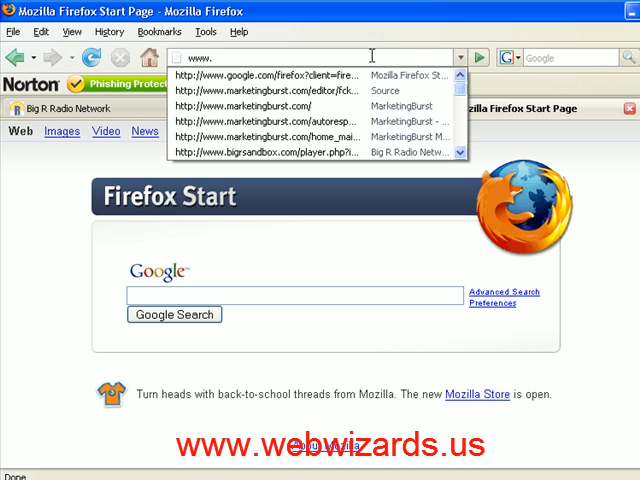 Mozilla Firefox Start Page - Mozilla Firefox
File Edit View History Bookmarks Tools Help
www.
Google
http://www.google.com/firefox?client=fire... Mozilla Firefox St...
http://www.marketingburst.com/editor/fck... Source
http://www.marketingburst.com/ MarketingBurst
http://www.marketingburst.com/autoresp... MarketingBurst - ...
http://www.marketingburst.com/home_mai... MarketingBurst M...
http://www.bigrsandbox.com/player.php?i... Big R Radio Netw...
Norton Phishing Protec
Big R Radio Network
zilla Firefox Start Page
Web Images Video News
Firefox Start
Google™
Advanced Search
Preferences
Google Search
Turn heads with back-to-school threads from Mozilla. The new Mozilla Store is open.
www.webwizards.us
About Mozilla
Done